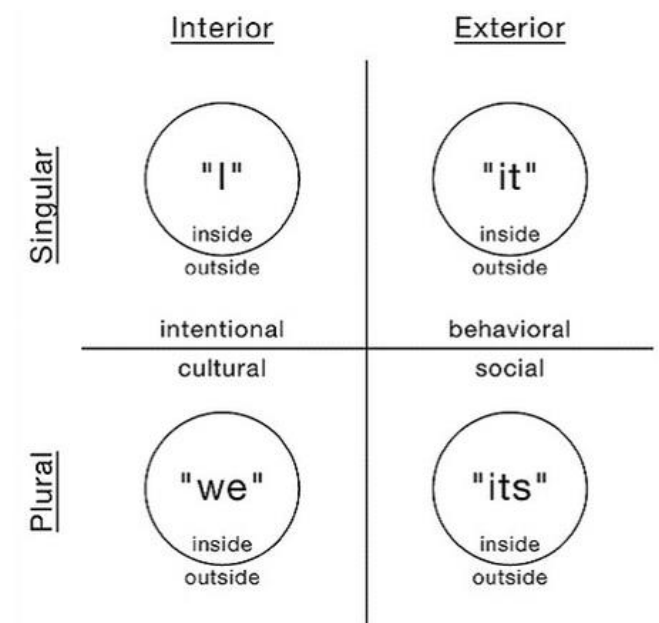 Interior Exterior
Singular
"I" "it"
inside inside
outside outside
intentional behavioral
cultural social
Plural
"we" "its"
inside inside
outside outside